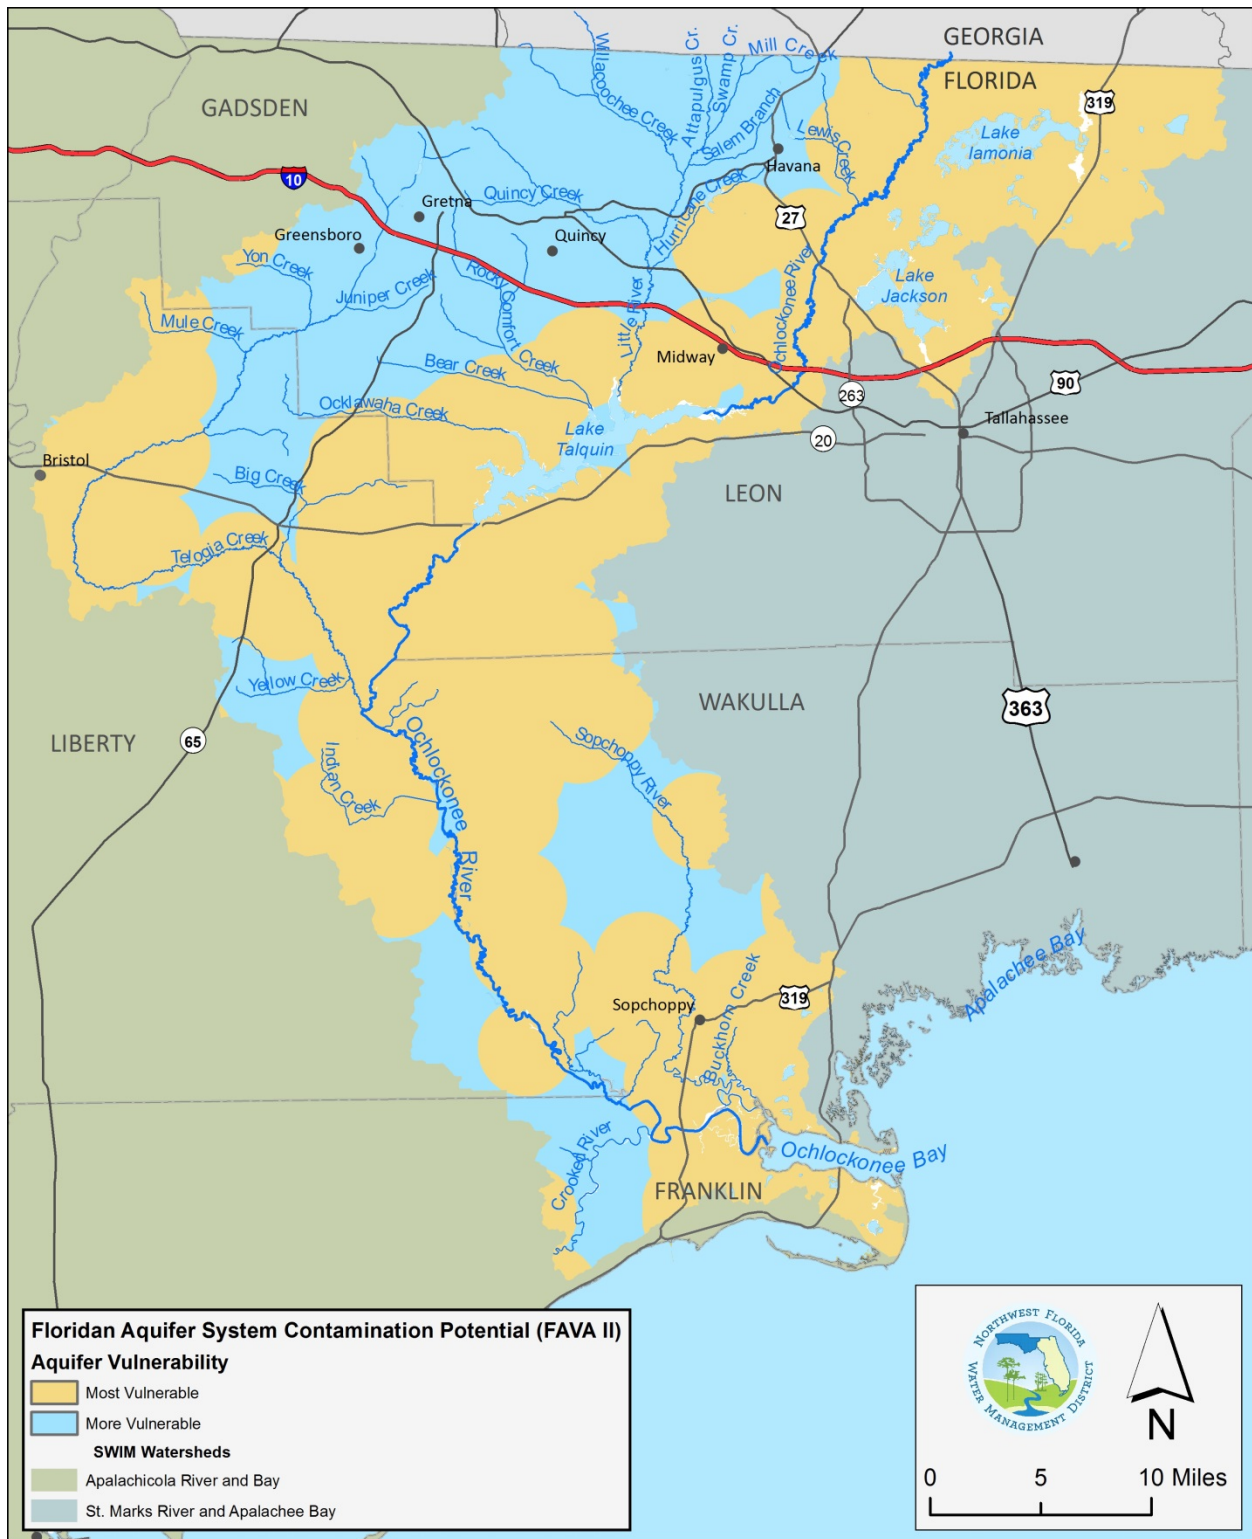 GEORGIA
FLORIDA
GADSDEN
Willacoochee Creek
Attapulgus Cr.
Swamp Cr.
Mill Creek
319
Lake
Iamonia
Salem Branch
Lewis Creek
Havana
10
Quincy Creek
Hurricane Creek
27
Gretna
Greensboro
Quincy
Yon Creek
Juniper Creek
Rocky Comfort
Creek
Little River
Ochlockonee River
Lake
Jackson
Mule Creek
Midway
Bear Creek
263
90
Ocklawaha Creek
Lake
Talquin
Tallahassee
20
Bristol
Big Creek
LEON
Telogia Creek
Yellow Creek
WAKULLA
363
LIBERTY
65
Indian Creek
Ochlockonee
River
Sopchoppy River
Apalachee Bay
Sopchoppy
319
Buckhorn Creek
Crooked River
Ochlockonee Bay
FRANKLIN
Floridan Aquifer System Contamination Potential (FAVA II)
Aquifer Vulnerability
Most Vulnerable
More Vulnerable
SWIM Watersheds
Apalachicola River and Bay
St. Marks River and Apalachee Bay
NORTHWEST FLORIDA
WATER MANAGEMENT DISTRICT
N
0 5 10 Miles